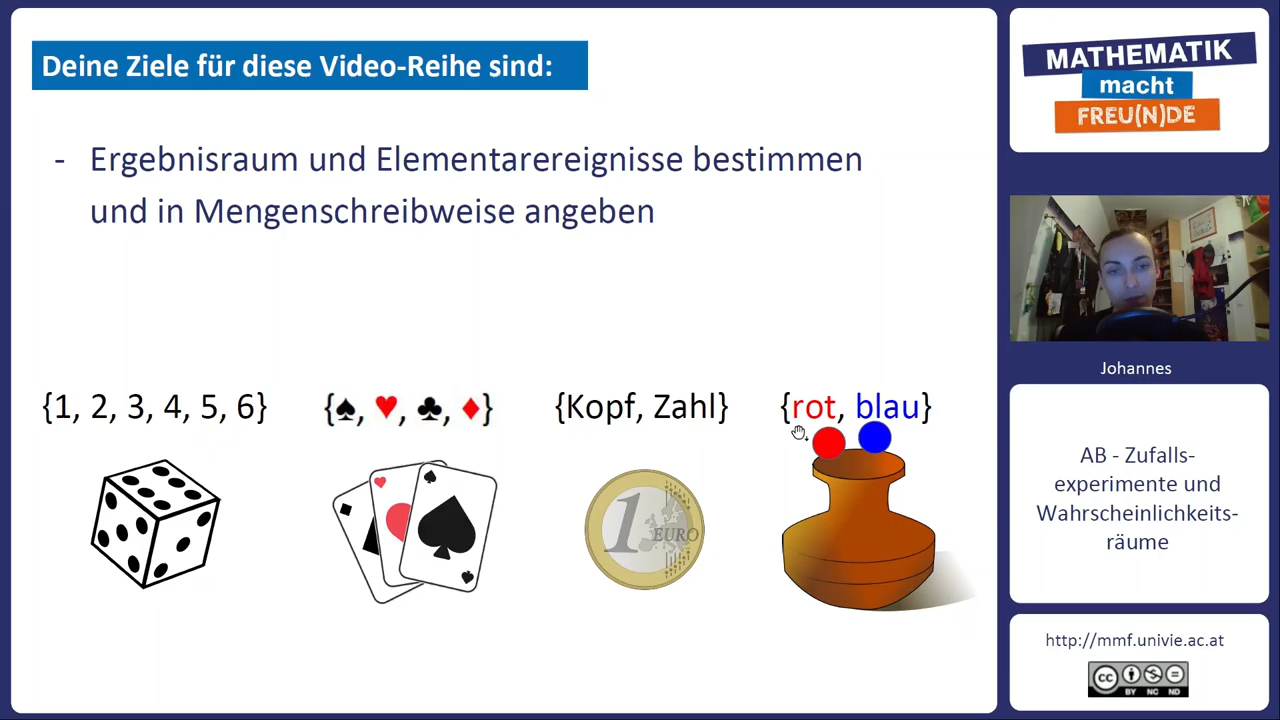 Deine Ziele für diese Video-Reihe sind:
- Ergebnisraum und Elementarereignisse bestimmen
und in Mengenschreibweise angeben
{1, 2, 3, 4, 5, 6}
{♠, ♥, ♣, ♦}
{Kopf, Zahl}
{rot, blau}
1 EURO
MATHEMATIK
macht
FREU(N)DE
Johannes
AB - Zufalls-
experimente und
Wahrscheinlichkeits-
räume
http://mmf.univie.ac.at
cc
BY NC ND